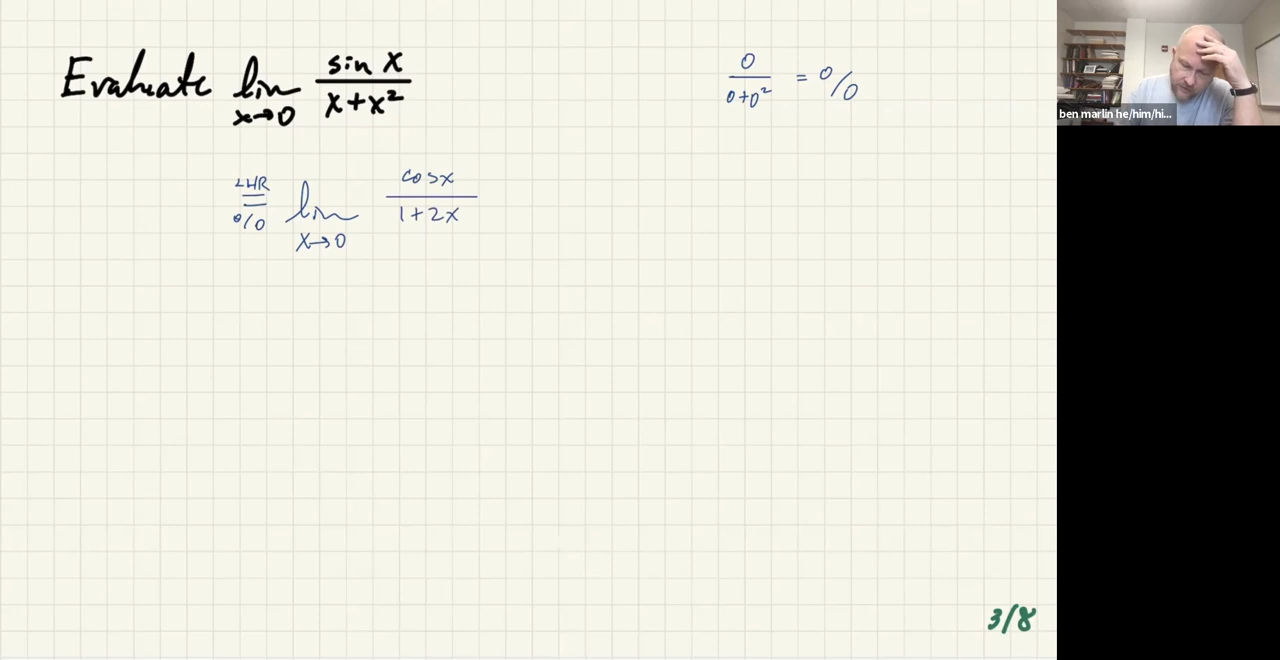 Evaluate lim x→0 sin x / x+x²
0 / 0+0² = 0/0
LHR = 0/0 lim x→0 cos x / 1+2x
3/8
ben marlin he/him/hi...